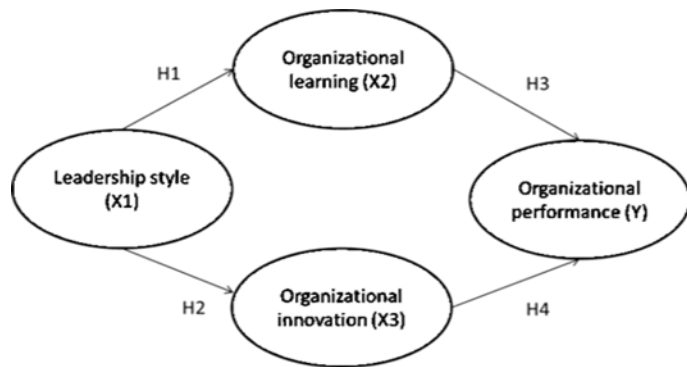 Organizational
learning (X2)
H1
H3
Leadership style
(X1)
Organizational
performance (Y)
H2
Organizational
innovation (X3)
H4